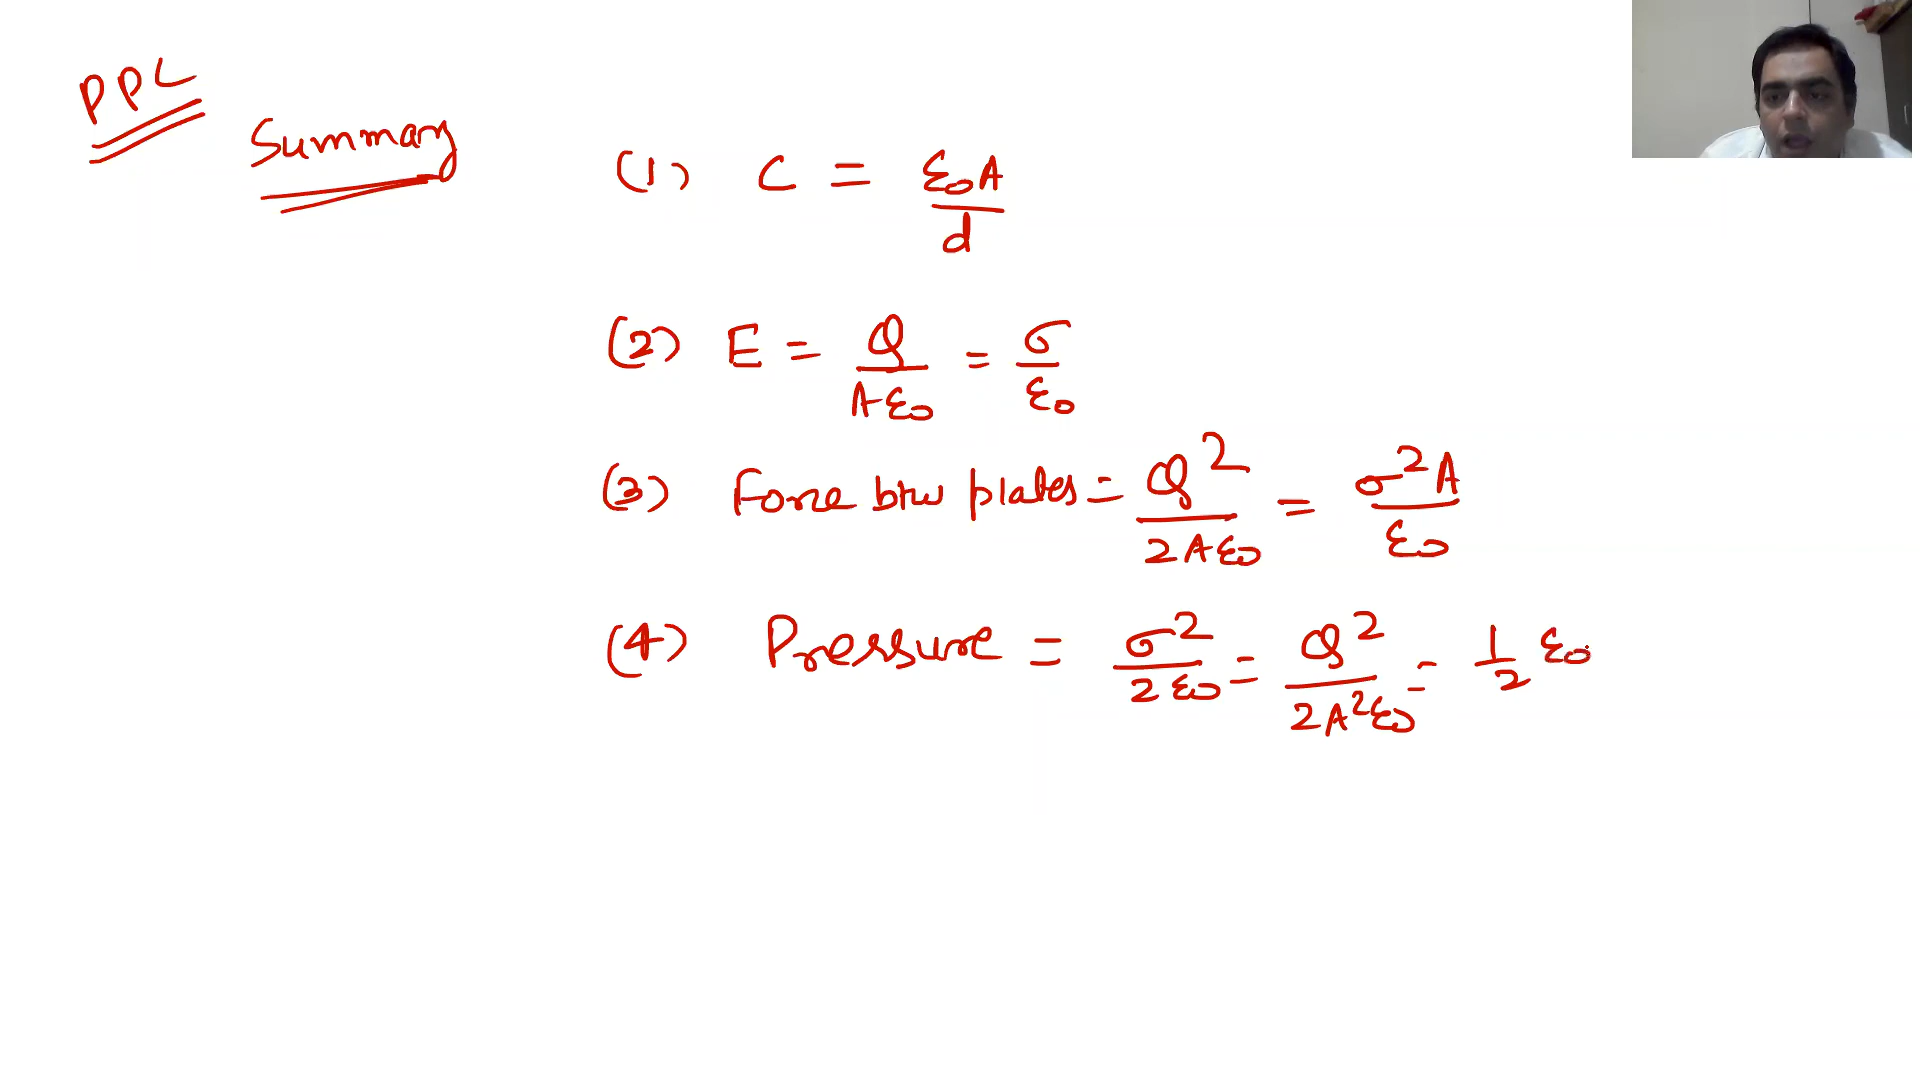 PPC
Summary
(1) C = ε₀A/d
(2) E = Q/Aε₀ = σ/ε₀
(3) Force btw plates = Q²/2Aε₀ = σ²A/ε₀
(4) Pressure = σ²/2ε₀ = Q²/2A²ε₀ = 1/2 ε₀